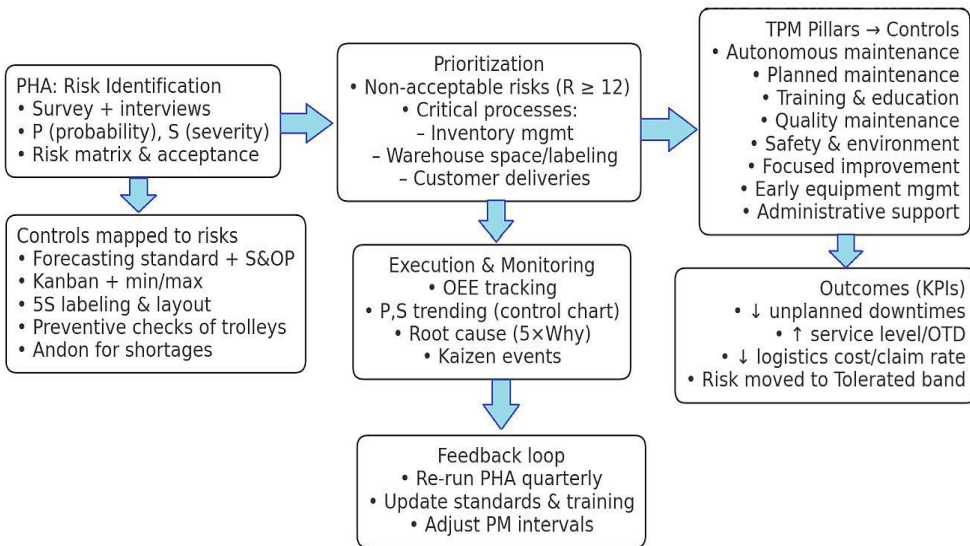 PHA: Risk Identification
• Survey + interviews
• P (probability), S (severity)
• Risk matrix & acceptance
Prioritization
• Non-acceptable risks (R ≥ 12)
• Critical processes:
– Inventory mgmt
– Warehouse space/labeling
– Customer deliveries
TPM Pillars → Controls
• Autonomous maintenance
• Planned maintenance
• Training & education
• Quality maintenance
• Safety & environment
• Focused improvement
• Early equipment mgmt
• Administrative support
Controls mapped to risks
• Forecasting standard + S&OP
• Kanban + min/max
• 5S labeling & layout
• Preventive checks of trolleys
• Andon for shortages
Execution & Monitoring
• OEE tracking
• P,S trending (control chart)
• Root cause (5×Why)
• Kaizen events
Outcomes (KPIs)
• ↓ unplanned downtimes
• ↑ service level/OTD
• ↓ logistics cost/claim rate
• Risk moved to Tolerated band
Feedback loop
• Re-run PHA quarterly
• Update standards & training
• Adjust PM intervals